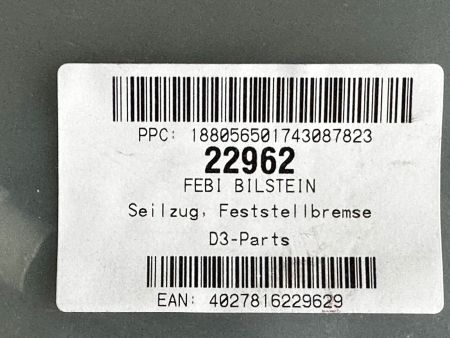 PPC: 188056501743087823
22962
FEBI BILSTEIN
Seilzug, Feststellbremse
D3-Parts
EAN: 4027816229629